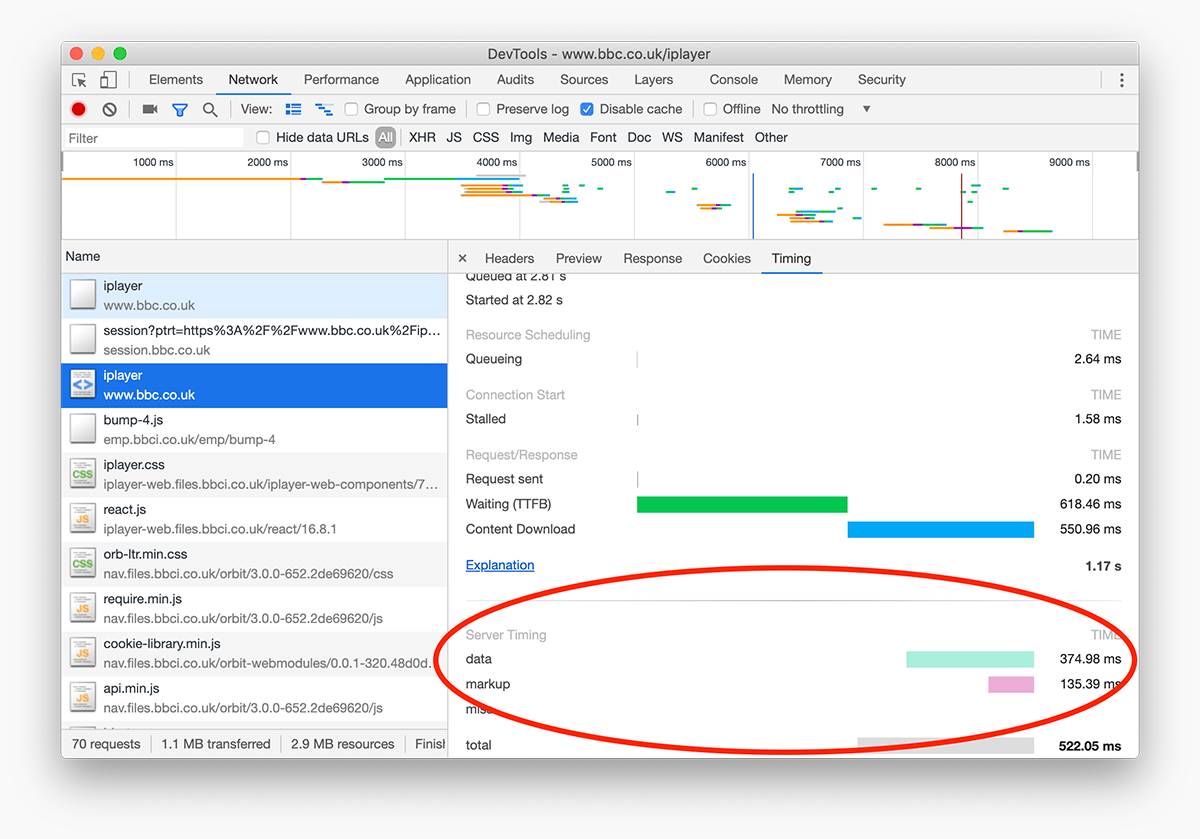 DevTools - www.bbc.co.uk/iplayer
Elements Network Performance Application Audits Sources Layers Console Memory Security
View: Group by frame Preserve log Disable cache Offline No throttling
Filter Hide data URLs All XHR JS CSS Img Media Font Doc WS Manifest Other
1000 ms 2000 ms 3000 ms 4000 ms 5000 ms 6000 ms 7000 ms 8000 ms 9000 ms
Name
iplayer
www.bbc.co.uk
session?ptrt=https%3A%2F%2Fwww.bbc.co.uk%2Fip...
session.bbc.co.uk
iplayer
www.bbc.co.uk
bump-4.js
emp.bbci.co.uk/emp/bump-4
CSS
iplayer.css
iplayer-web.files.bbci.co.uk/iplayer-web-components/7...
JS
react.js
iplayer-web.files.bbci.co.uk/react/16.8.1
CSS
orb-ltr.min.css
nav.files.bbci.co.uk/orbit/3.0.0-652.2de69620/css
JS
require.min.js
nav.files.bbci.co.uk/orbit/3.0.0-652.2de69620/js
JS
cookie-library.min.js
nav.files.bbci.co.uk/orbit-webmodules/0.0.1-320.48d0d.
JS
api.min.js
nav.files.bbci.co.uk/orbit/3.0.0-652.2de69620/js
70 requests 1.1 MB transferred 2.9 MB resources Finish
× Headers Preview Response Cookies Timing
Queued at 2.81 s
Started at 2.82 s
Resource Scheduling TIME
Queueing 2.64 ms
Connection Start TIME
Stalled 1.58 ms
Request/Response TIME
Request sent 0.20 ms
Waiting (TTFB) 618.46 ms
Content Download 550.96 ms
Explanation 1.17 s
Server Timing TIME
data 374.98 ms
markup 135.39 ms
total 522.05 ms